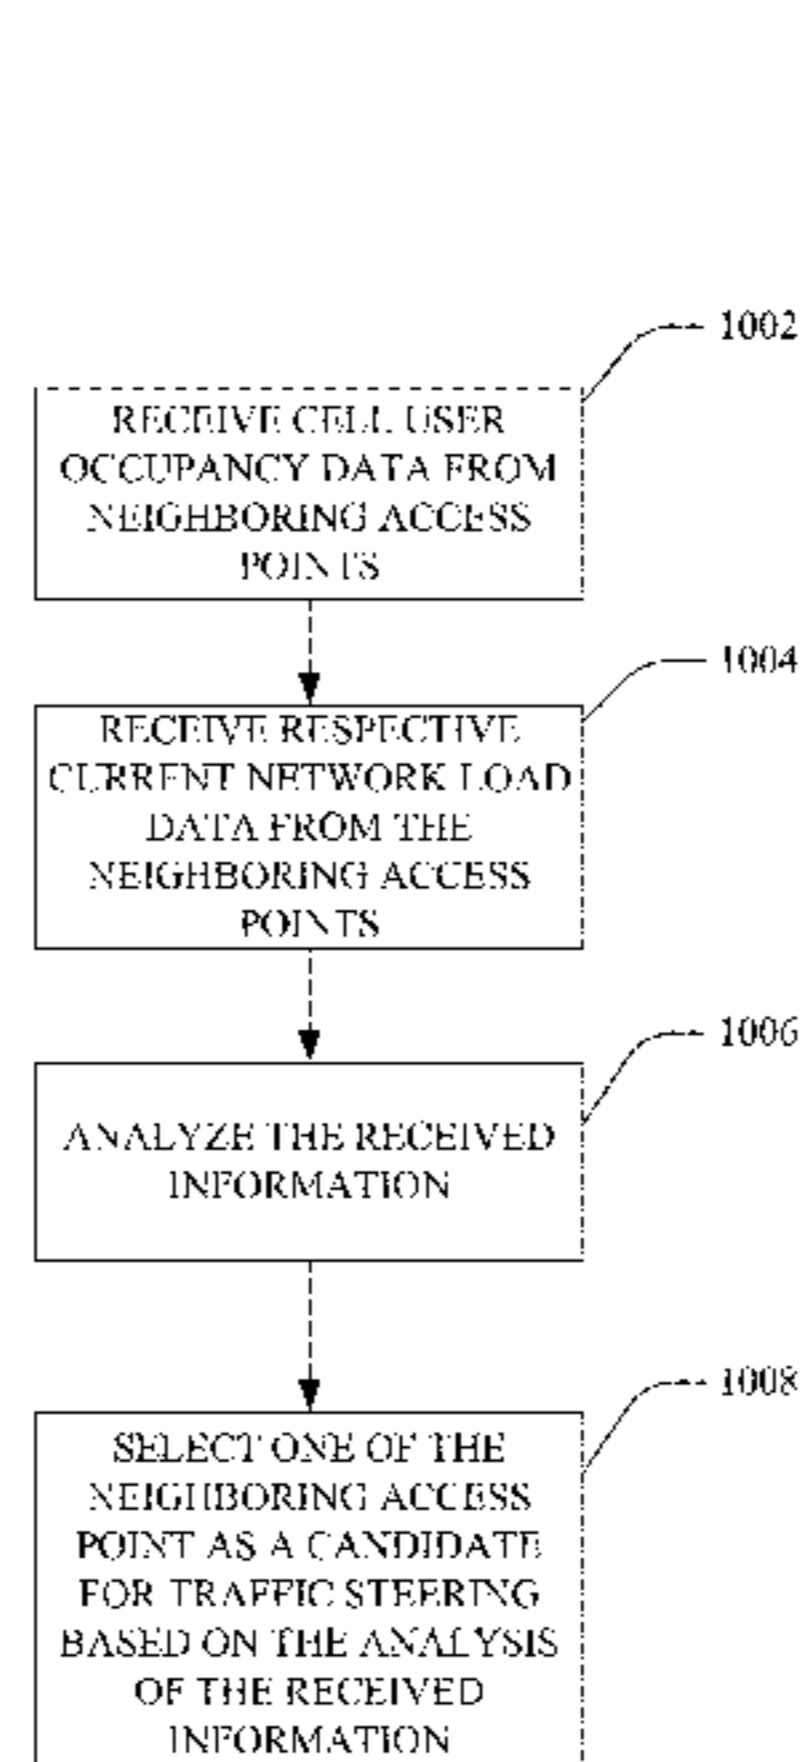 1002
RECEIVE CELL USER
OCCUPANCY DATA FROM
NEIGHBORING ACCESS
POINTS
1004
RECEIVE RESPECTIVE
CURRENT NETWORK LOAD
DATA FROM THE
NEIGHBORING ACCESS
POINTS
1006
ANALYZE THE RECEIVED
INFORMATION
1008
SELECT ONE OF THE
NEIGHBORING ACCESS
POINT AS A CANDIDATE
FOR TRAFFIC STEERING
BASED ON THE ANALYSIS
OF THE RECEIVED
INFORMATION